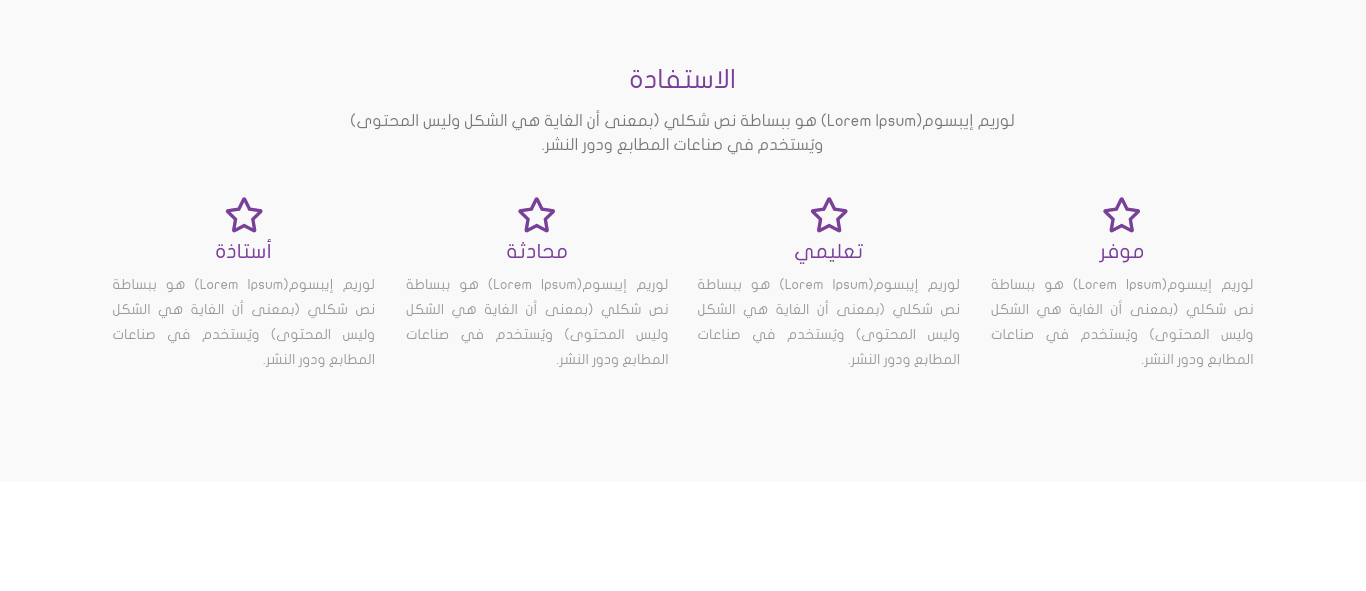 الاستفادة
لوريم إيبسوم(Lorem Ipsum) هو ببساطة نص شكلي (بمعنى أن الغاية هي الشكل وليس المحتوى)
ويُستخدم في صناعات المطابع ودور النشر.
موفر
لوريم إيبسوم(Lorem Ipsum) هو ببساطة
نص شكلي (بمعنى أن الغاية هي الشكل
وليس المحتوى) ويُستخدم في صناعات
المطابع ودور النشر.
تعليمي
لوريم إيبسوم(Lorem Ipsum) هو ببساطة
نص شكلي (بمعنى أن الغاية هي الشكل
وليس المحتوى) ويُستخدم في صناعات
المطابع ودور النشر.
محادثة
لوريم إيبسوم(Lorem Ipsum) هو ببساطة
نص شكلي (بمعنى أن الغاية هي الشكل
وليس المحتوى) ويُستخدم في صناعات
المطابع ودور النشر.
أستاذة
لوريم إيبسوم(Lorem Ipsum) هو ببساطة
نص شكلي (بمعنى أن الغاية هي الشكل
وليس المحتوى) ويُستخدم في صناعات
المطابع ودور النشر.